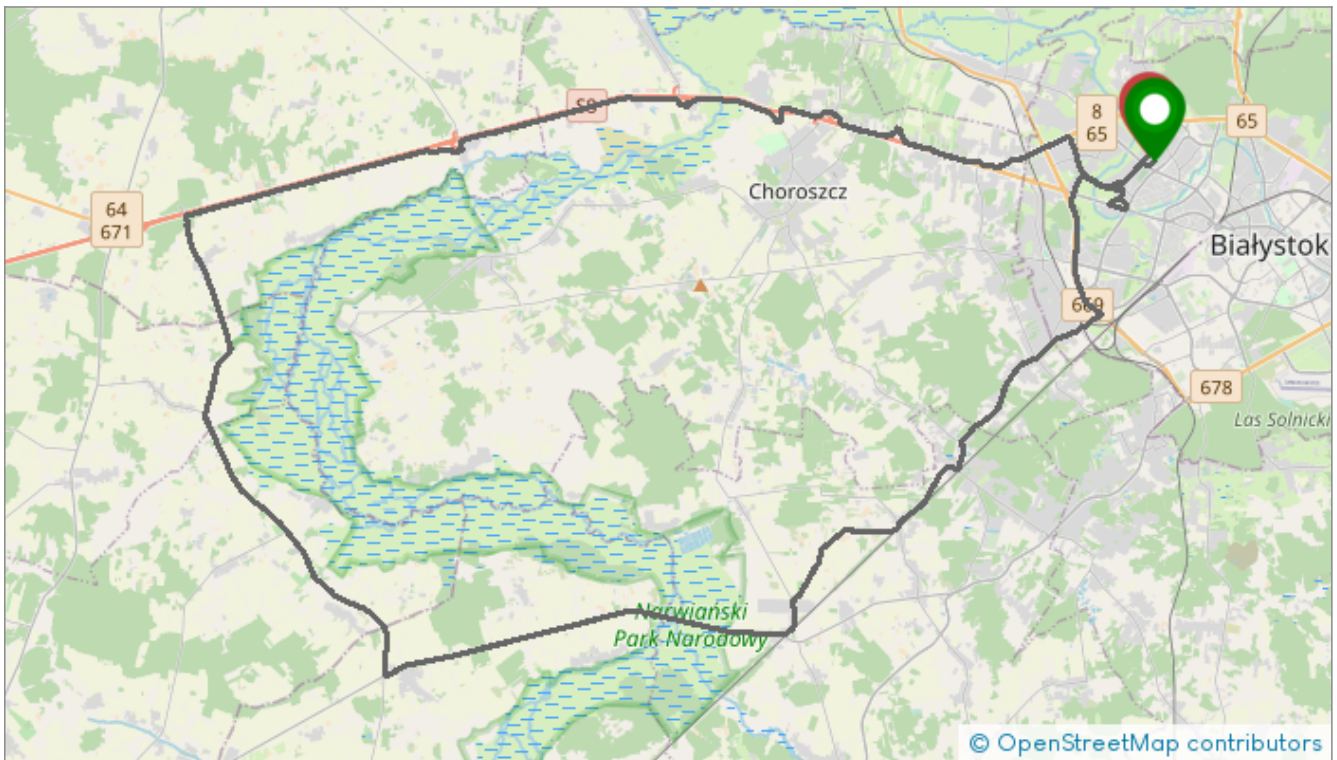 S8
8
65
65
64
671
Choroszcz
Białystok
669
678
Las Solnicki
Narwiański
Park Narodowy
© OpenStreetMap contributors